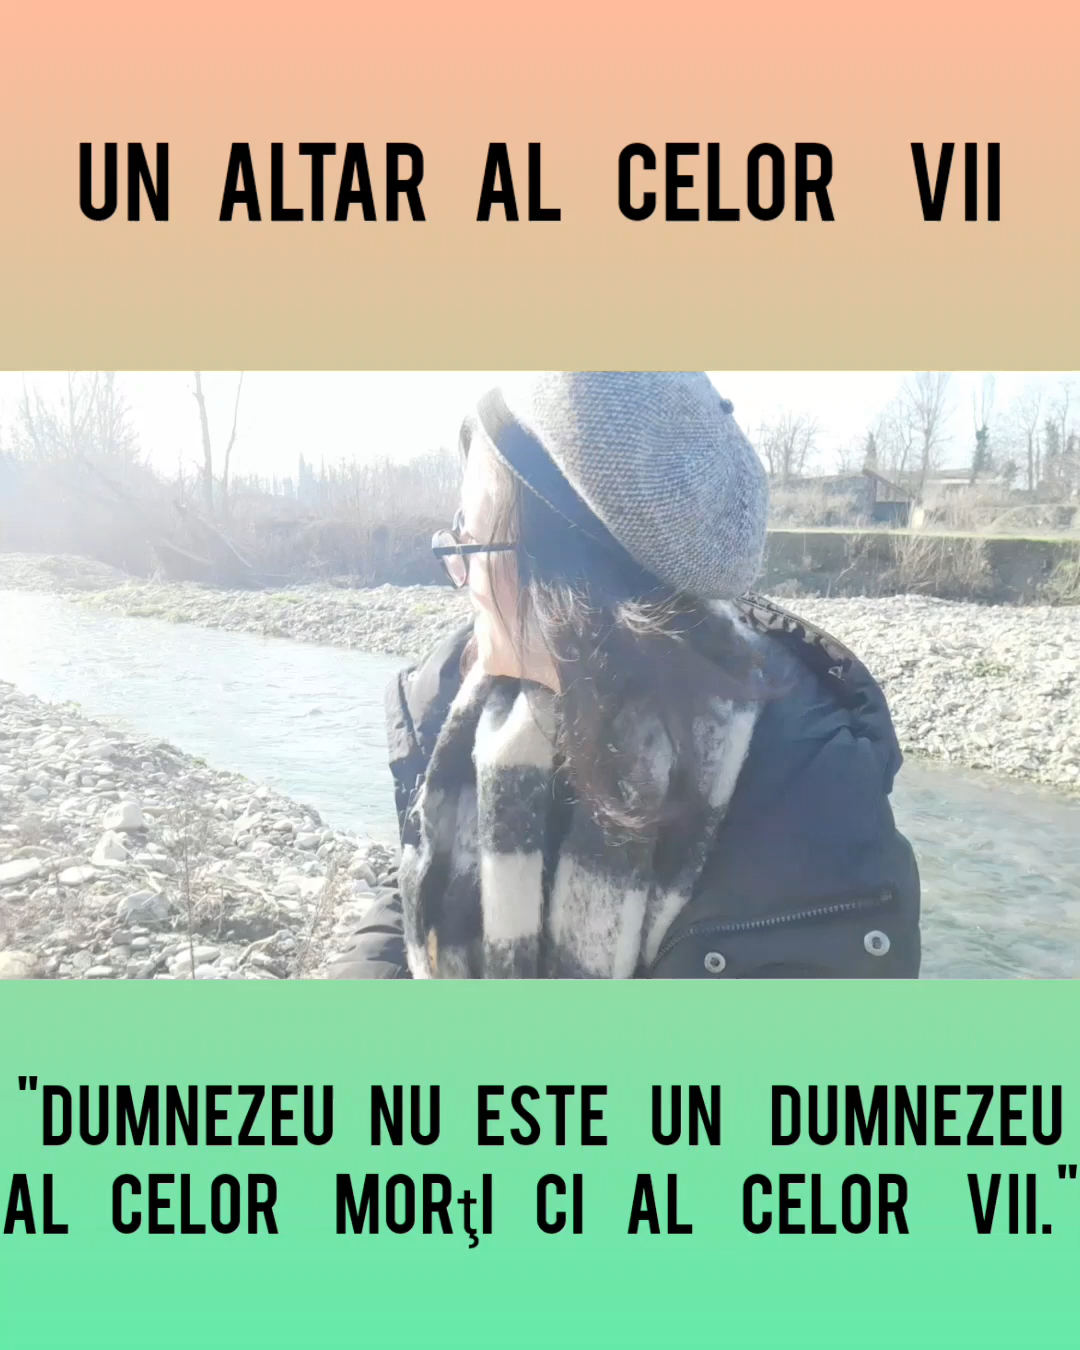 UN ALTAR AL CELOR VII
"DUMNEZEU NU ESTE UN DUMNEZEU
AL CELOR MORţI CI AL CELOR VII."